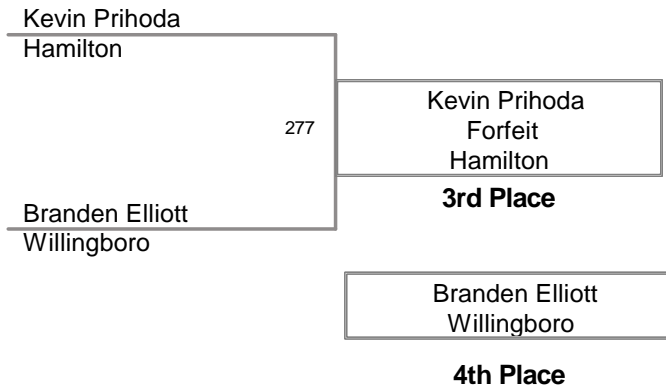 Kevin Prihoda
Hamilton
277
Kevin Prihoda
Forfeit
Hamilton
3rd Place
Branden Elliott
Willingboro
Branden Elliott
Willingboro
4th Place